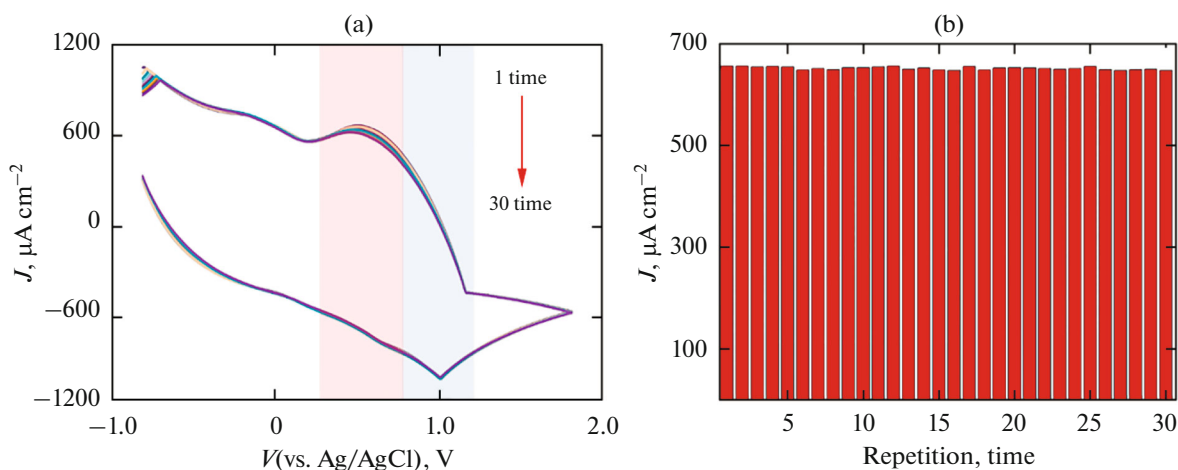 (a)
1200
600
0
−600
−1200
J, μA cm−2
1 time
30 time
−1.0
0
1.0
2.0
V(vs. Ag/AgCl), V
(b)
700
500
300
100
J, μA cm−2
5
10
15
20
25
30
Repetition, time